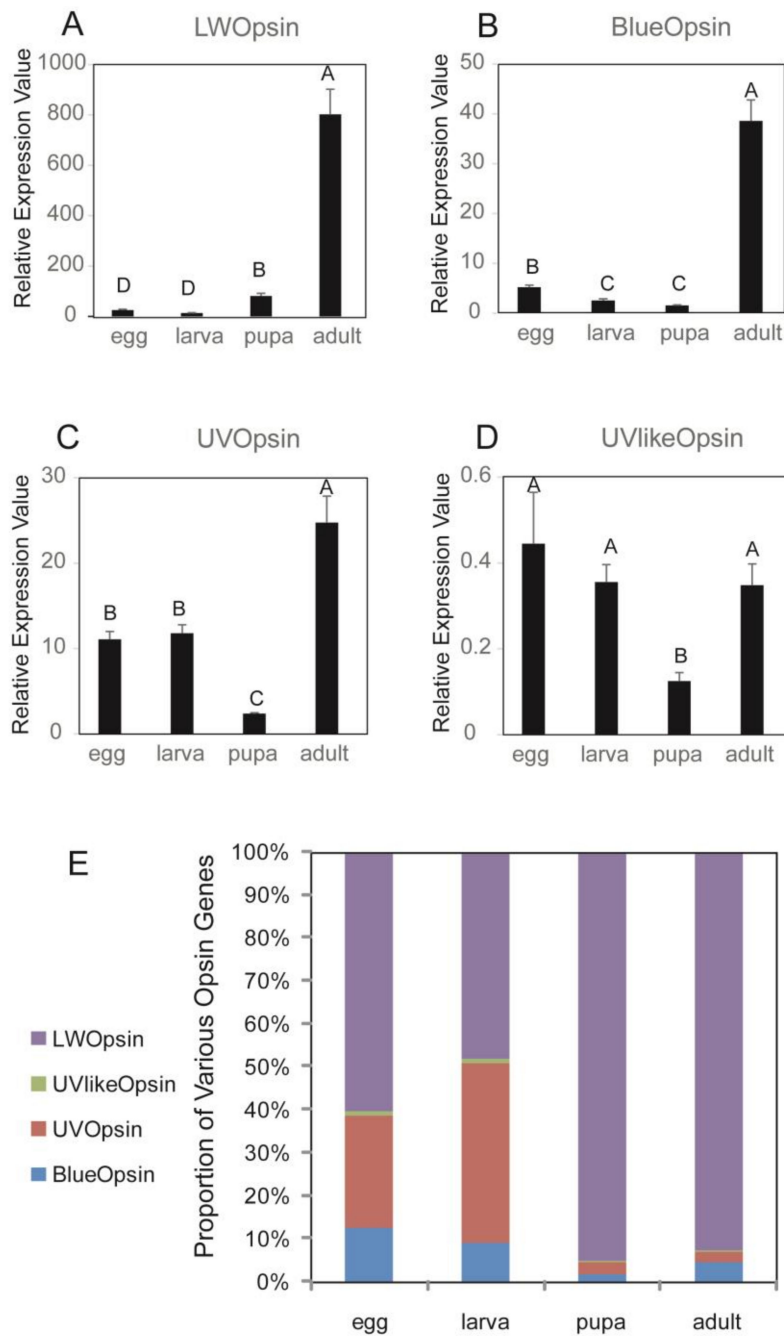 A
LWOpsin
Relative Expression Value
1000
800
600
400
200
0
D
D
B
A
egg larva pupa adult
B
BlueOpsin
Relative Expression Value
50
40
30
20
10
0
B
C
C
A
egg larva pupa adult
C
UVOpsin
Relative Expression Value
30
20
10
0
B
B
C
A
egg larva pupa adult
D
UVlikeOpsin
Relative Expression Value
0.6
0.4
0.2
0
A
A
B
A
egg larva pupa adult
E
LWOpsin
UVlikeOpsin
UVOpsin
BlueOpsin
Proportion of Various Opsin Genes
100%
90%
80%
70%
60%
50%
40%
30%
20%
10%
0%
egg larva pupa adult